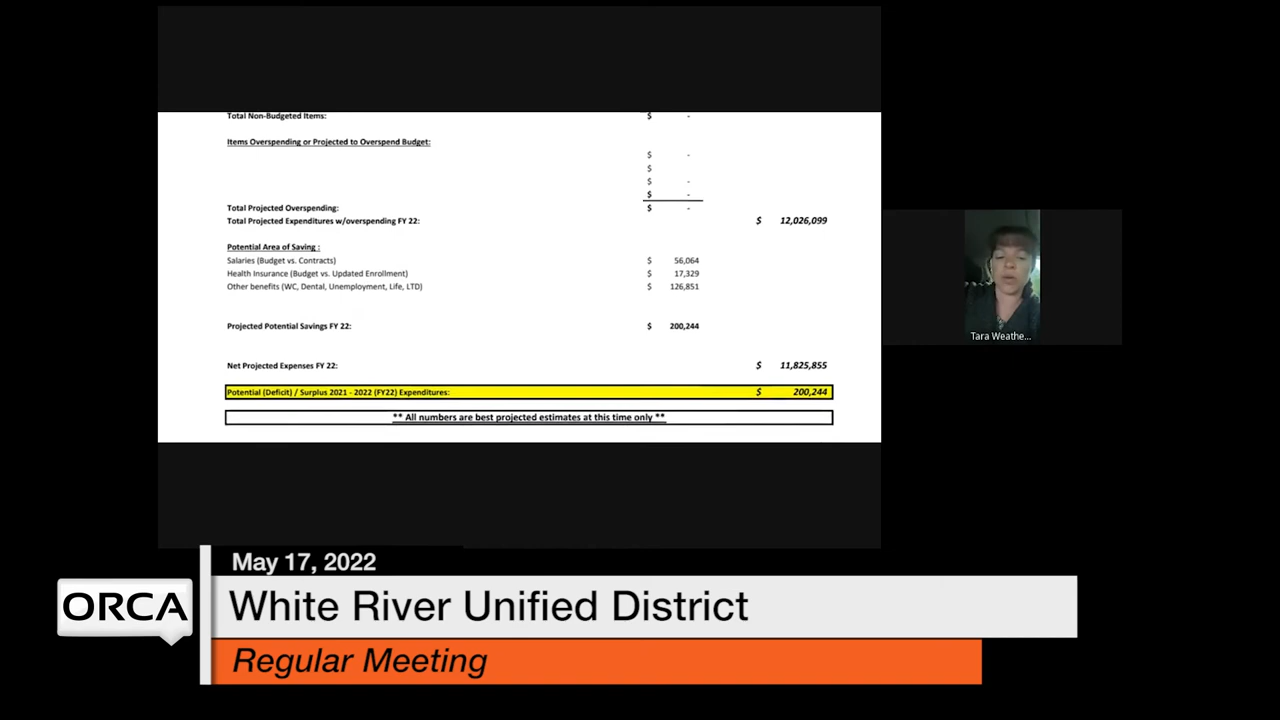 Total Non-Budgeted Items: $ -
Items Overspending or Projected to Overspend Budget:
$ -
$
$ -
$ -
Total Projected Overspending: $ -
Total Projected Expenditures w/overspending FY 22: $ 12,026,099
Potential Area of Saving :
Salaries (Budget vs. Contracts) $ 56,064
Health Insurance (Budget vs. Updated Enrollment) $ 17,329
Other benefits (WC, Dental, Unemployment, Life, LTD) $ 126,851
Projected Potential Savings FY 22: $ 200,244
Net Projected Expenses FY 22: $ 11,825,855
Potential (Deficit) / Surplus 2021 - 2022 (FY22) Expenditures: $ 200,244
** All numbers are best projected estimates at this time only **
Tara Weathe...
May 17, 2022
ORCA
White River Unified District
Regular Meeting